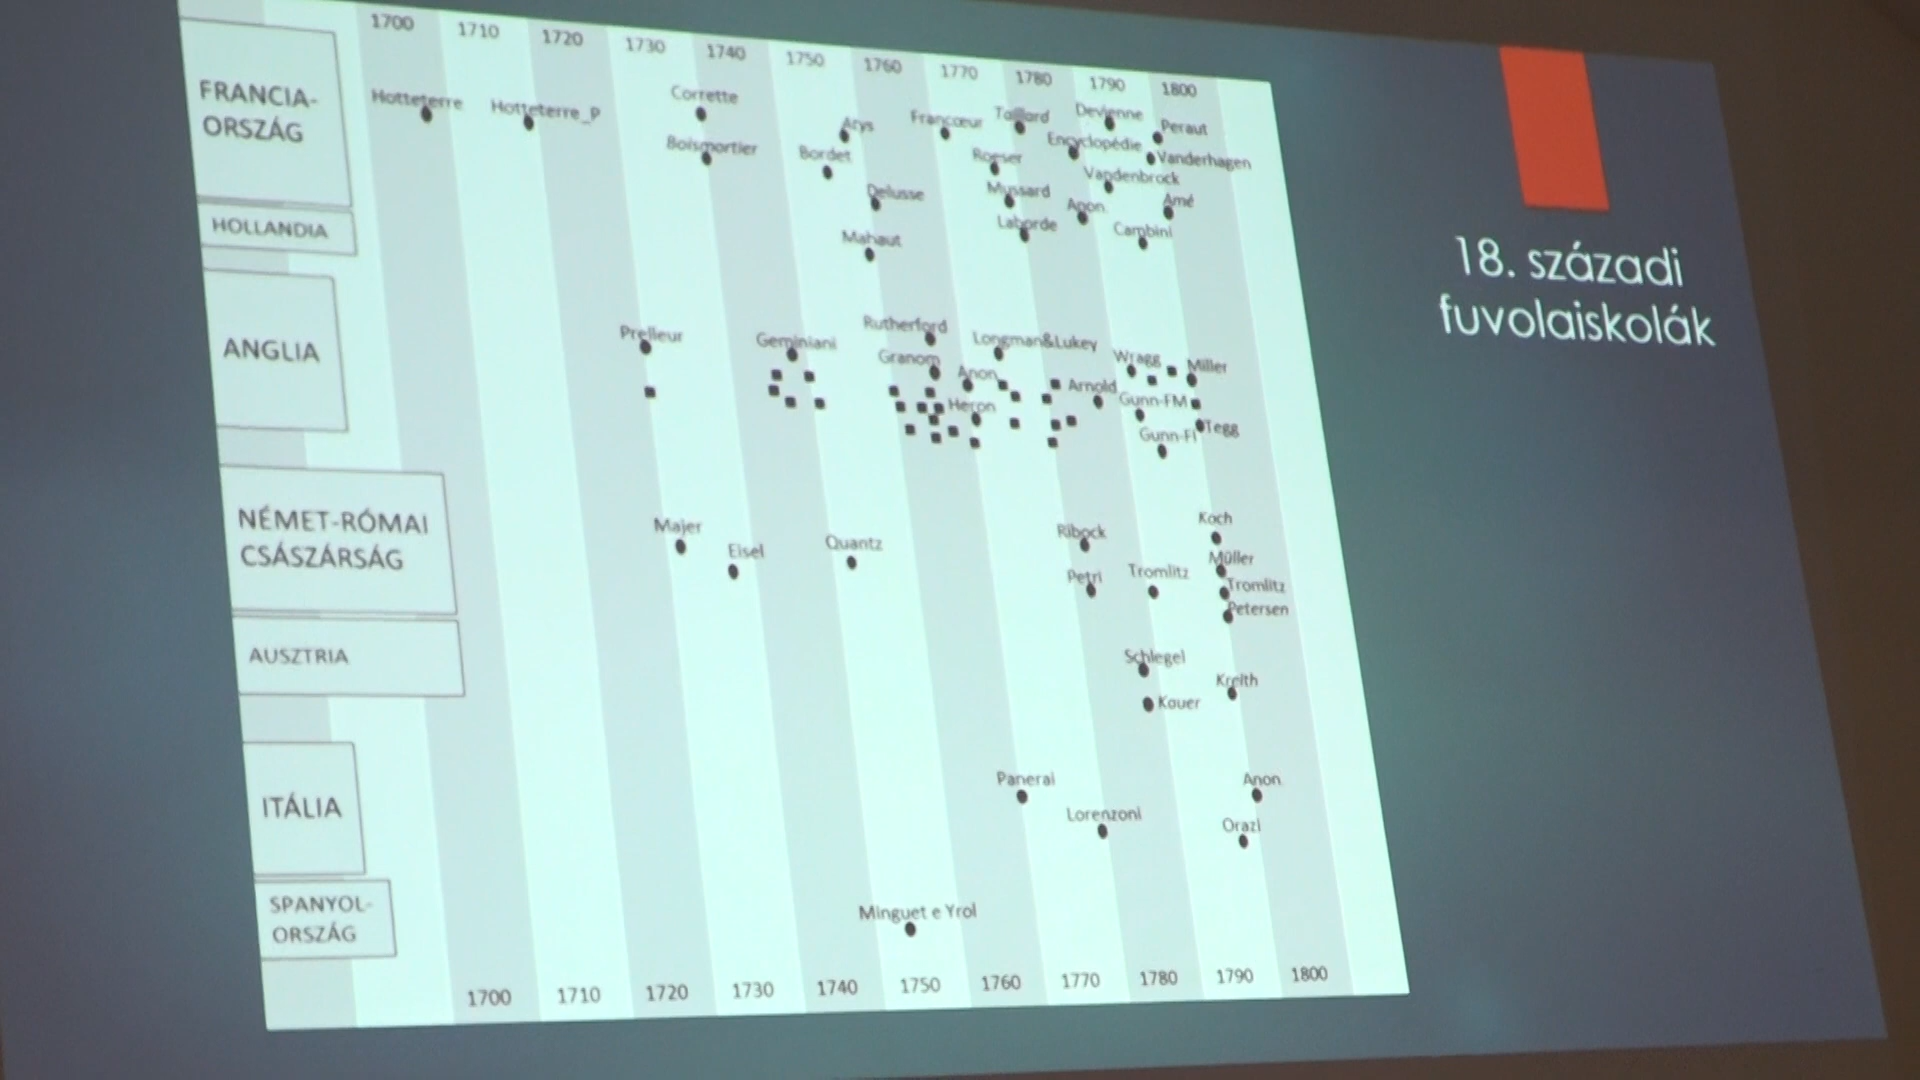 1700 1710 1720 1730 1740 1750 1760 1770 1780 1790 1800
FRANCIA-
ORSZÁG
Hotteterre
Hotteterre_P
Corrette
Boismortier
Arys
Bordet
Delusse
Francœur
Taillard
Devienne
Peraut
Encyclopédie
Vanderhagen
Roeser
Vandenbrock
Mussard
Anon.
Amé
Laborde
Cambini
HOLLANDIA
Mahaut
ANGLIA
Prelleur
Geminiani
Rutherford
Granom
Longman&Lukey
Anon.
Heron
Arnold
Wragg
Miller
Gunn-FM
Gunn-Fl
Tegg
NÉMET-RÓMAI
CSÁSZÁRSÁG
Majer
Eisel
Quantz
Ribock
Petri
Tromlitz
Koch
Müller
Tromlitz
Petersen
AUSZTRIA
Schlegel
Kauer
Kreith
ITÁLIA
Panerai
Lorenzoni
Anon
Orazi
SPANYOL-
ORSZÁG
Minguet e Yrol
1700 1710 1720 1730 1740 1750 1760 1770 1780 1790 1800
18. századi
fuvolaiskolák